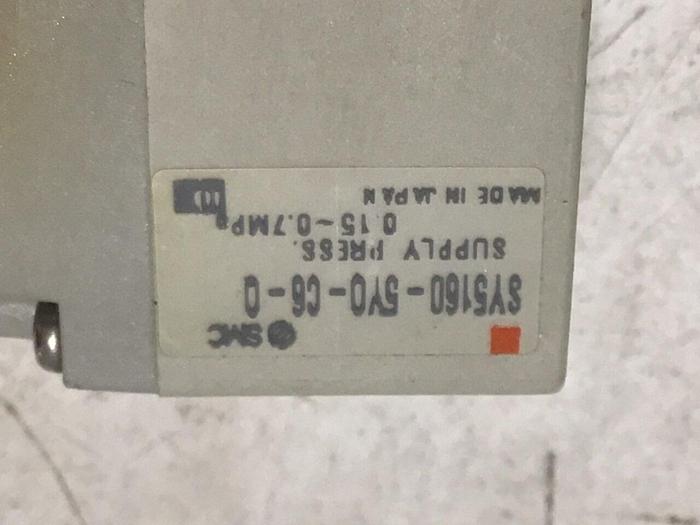 SMC
SY5160-5YO-C6-Q
SUPPLY PRESS.
0.15~0.7MPa
MADE IN JAPAN